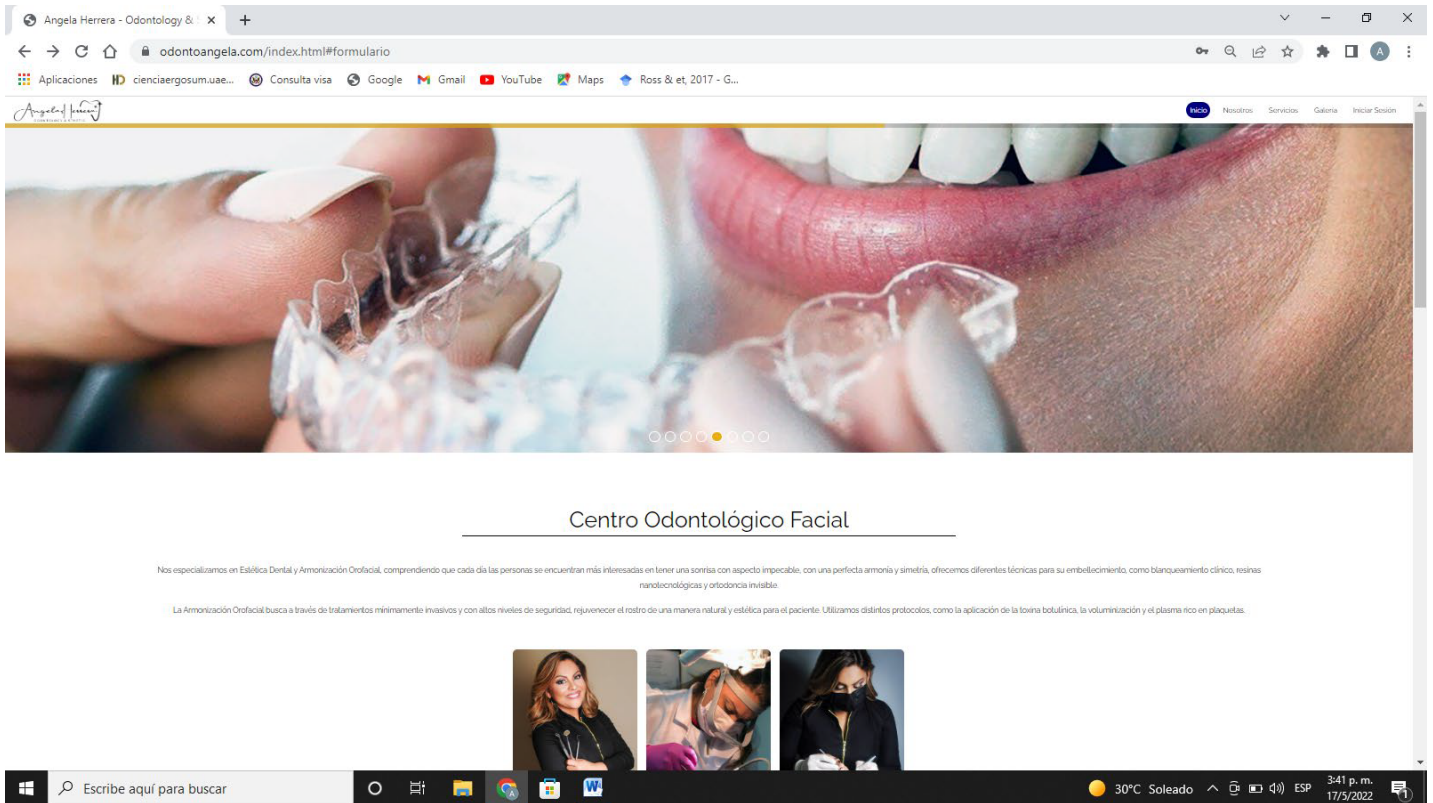 Angela Herrera - Odontology &
odontoangela.com/index.html#formulario
A
Aplicaciones cienciaergosum.uae... Consulta visa Google Gmail YouTube Maps Ross & et, 2017 - G...
Angela Herrera
Inicio Nosotros Servicios Galeria Iniciar Sesión
Centro Odontológico Facial
Nos especializamos en Estética Dental y Armonización Orofacial, comprendiendo que cada día las personas se encuentran más interesadas en tener una sonrisa con aspecto impecable, con una perfecta armonía y simetría, ofrecemos diferentes técnicas para su embellecimiento, como blanqueamiento clínico, resinas
nanotecnológicas y ortodoncia invisible.
La Armonización Orofacial busca a través de tratamientos mínimamente invasivos y con altos niveles de seguridad, rejuvenecer el rostro de una manera natural y estética para el paciente. Utilizamos distintos protocolos, como la aplicación de la toxina botulínica, la voluminización y el plasma rico en plaquetas.
Escribe aquí para buscar
30°C Soleado ESP
3:41 p. m.
17/5/2022
1